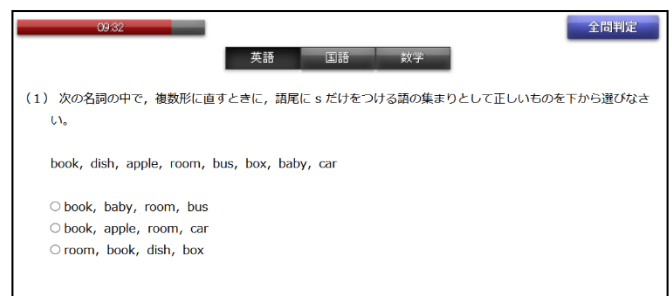 09:32
全問判定
英語 国語 数学
(1) 次の名詞の中で，複数形に直すときに，語尾に s だけをつける語の集まりとして正しいものを下から選びなさ
い。
book, dish, apple, room, bus, box, baby, car
book, baby, room, bus
book, apple, room, car
room, book, dish, box